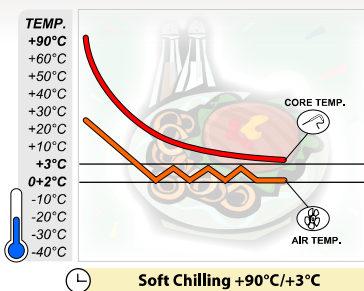 TEMP.
+90°C
+60°C
+50°C
+40°C
+30°C
+20°C
+10°C
+3°C
0+2°C
-10°C
-20°C
-30°C
-40°C
CORE TEMP.
AIR TEMP.
Soft Chilling +90°C/+3°C